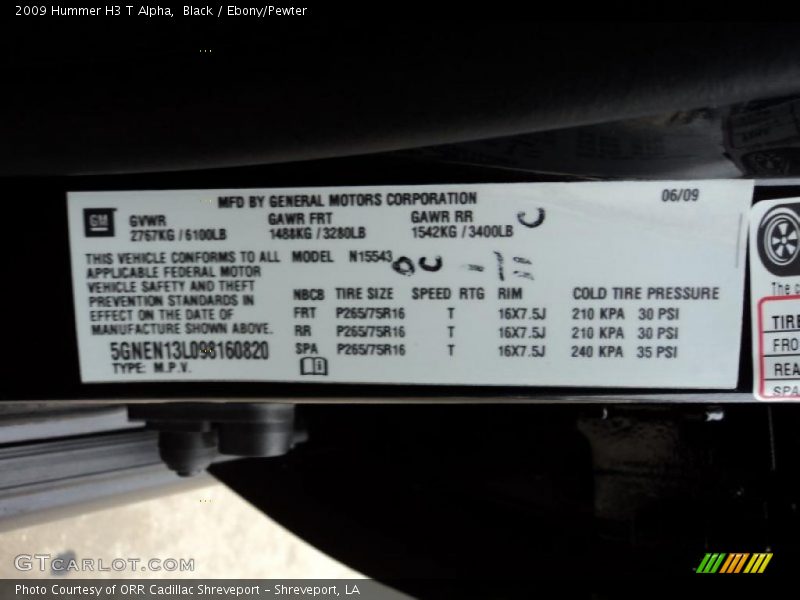 2009 Hummer H3 T Alpha, Black / Ebony/Pewter
MFD BY GENERAL MOTORS CORPORATION 06/09
GM GVWR GAWR FRT GAWR RR
2767KG / 6100LB 1488KG / 3280LB 1542KG / 3400LB
THIS VEHICLE CONFORMS TO ALL MODEL N15543
APPLICABLE FEDERAL MOTOR
VEHICLE SAFETY AND THEFT
PREVENTION STANDARDS IN
EFFECT ON THE DATE OF
MANUFACTURE SHOWN ABOVE.
5GNEN13L098160820
TYPE: M.P.V.
NBCB TIRE SIZE SPEED RTG RIM COLD TIRE PRESSURE
FRT P265/75R16 T 16X7.5J 210 KPA 30 PSI
RR P265/75R16 T 16X7.5J 210 KPA 30 PSI
SPA P265/75R16 T 16X7.5J 240 KPA 35 PSI
The c
TIRE
FRO
REA
SPA
GTCARLOT.COM
Photo Courtesy of ORR Cadillac Shreveport - Shreveport, LA